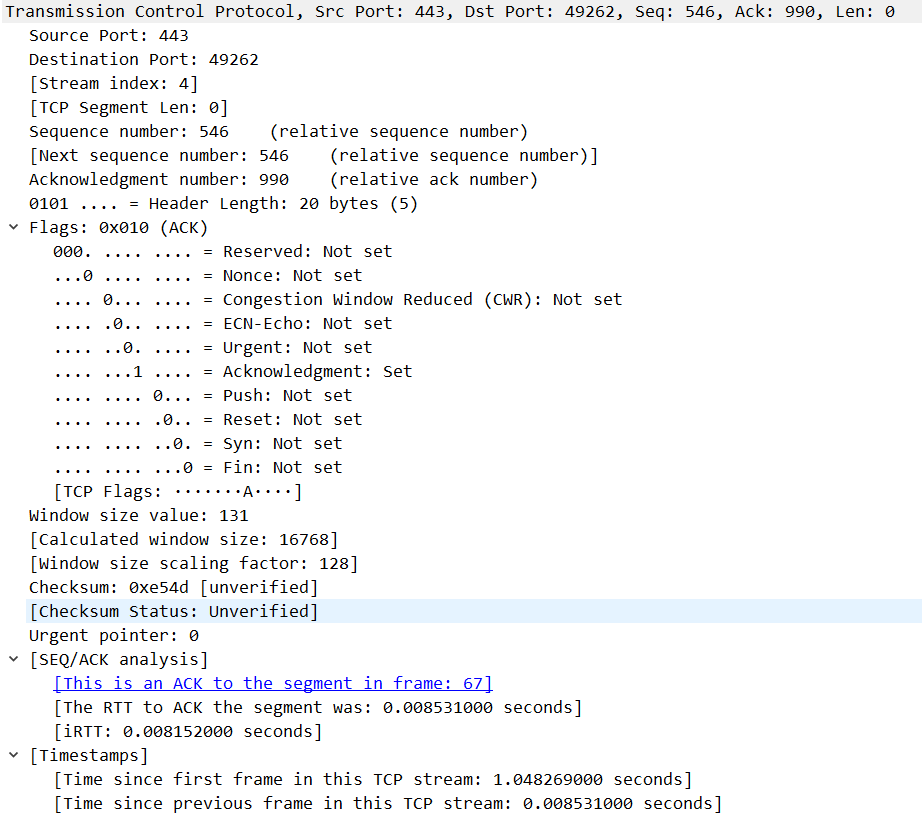 Transmission Control Protocol, Src Port: 443, Dst Port: 49262, Seq: 546, Ack: 990, Len: 0
Source Port: 443
Destination Port: 49262
[Stream index: 4]
[TCP Segment Len: 0]
Sequence number: 546    (relative sequence number)
[Next sequence number: 546    (relative sequence number)]
Acknowledgment number: 990    (relative ack number)
0101 .... = Header Length: 20 bytes (5)
Flags: 0x010 (ACK)
000. .... .... = Reserved: Not set
...0 .... .... = Nonce: Not set
.... 0... .... = Congestion Window Reduced (CWR): Not set
.... .0.. .... = ECN-Echo: Not set
.... ..0. .... = Urgent: Not set
.... ...1 .... = Acknowledgment: Set
.... .... 0... = Push: Not set
.... .... .0.. = Reset: Not set
.... .... ..0. = Syn: Not set
.... .... ...0 = Fin: Not set
[TCP Flags: ·······A····]
Window size value: 131
[Calculated window size: 16768]
[Window size scaling factor: 128]
Checksum: 0xe54d [unverified]
[Checksum Status: Unverified]
Urgent pointer: 0
[SEQ/ACK analysis]
[This is an ACK to the segment in frame: 67]
[The RTT to ACK the segment was: 0.008531000 seconds]
[iRTT: 0.008152000 seconds]
[Timestamps]
[Time since first frame in this TCP stream: 1.048269000 seconds]
[Time since previous frame in this TCP stream: 0.008531000 seconds]